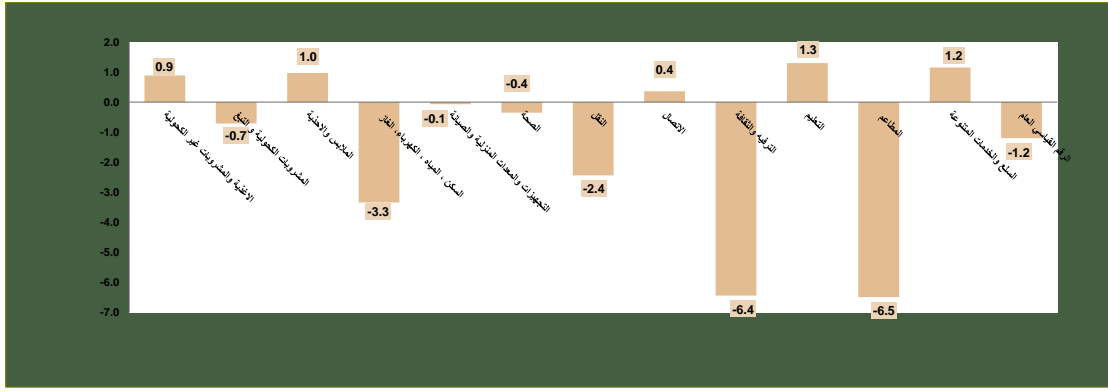 2.0
1.0
0.0
-1.0
-2.0
-3.0
-4.0
-5.0
-6.0
-7.0
0.9
-0.7
1.0
-3.3
-0.1
-0.4
-2.4
0.4
-6.4
1.3
-6.5
1.2
-1.2
الاغذية والمشروبات غير الكحولية
المشروبات الكحولية والتبغ
الملابس والاحذية
السكن ، المياه ، الكهرباء، الغاز
التجهيزات والمعدات المنزلية والصيانة
الصحة
النقل
الاتصال
الترفيه والثقافة
التعليم
المطاعم
السلع والخدمات المتنوعة
الرقم القياسي العام